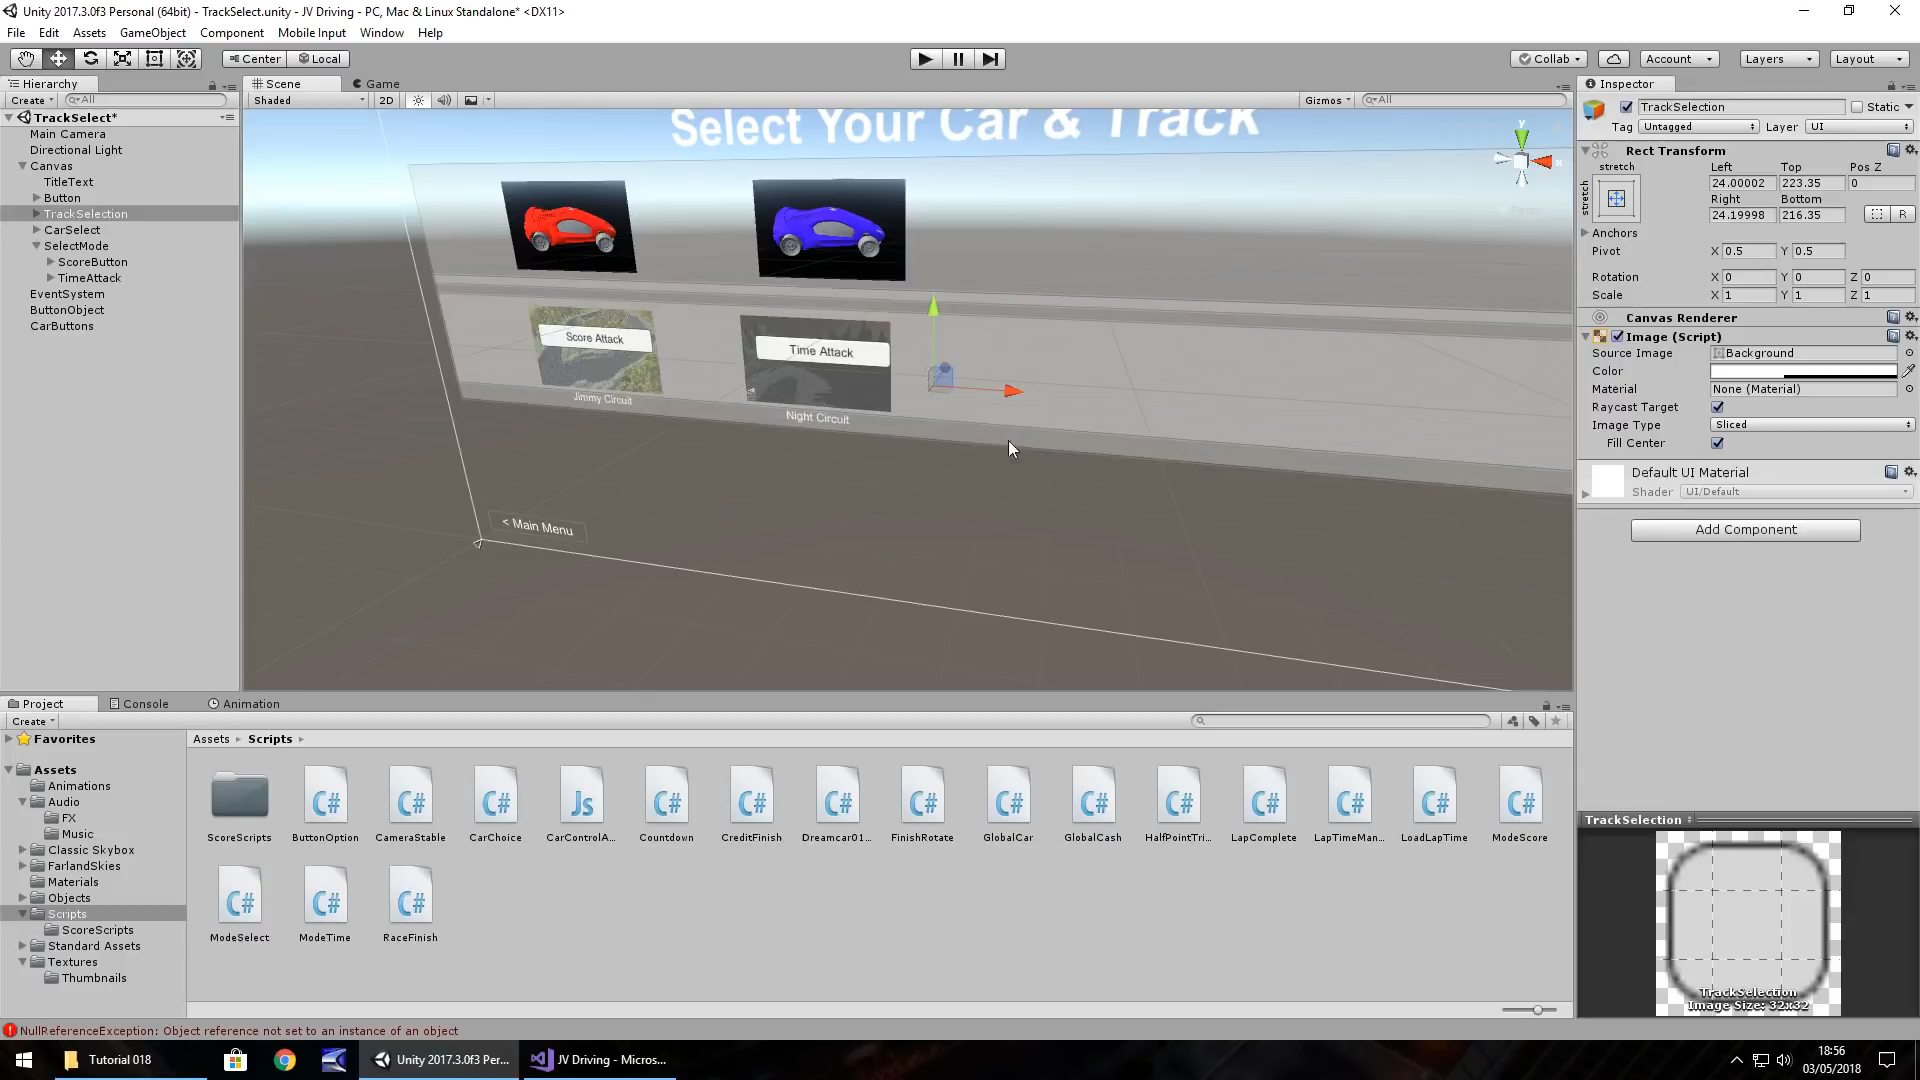 Unity 2017.3.0f3 Personal (64bit) - TrackSelect.unity - JV Driving - PC, Mac & Linux Standalone* <DX11>
File Edit Assets GameObject Component Mobile Input Window Help
Center Local
Collab Account Layers Layout
Hierarchy
Create All
TrackSelect*
Main Camera
Directional Light
Canvas
TitleText
Button
TrackSelection
CarSelect
SelectMode
ScoreButton
TimeAttack
EventSystem
ButtonObject
CarButtons
Scene Game
Shaded 2D Gizmos All
Select Your Car & Track
y
x
Score Attack
Time Attack
Jimmy Circuit
Night Circuit
< Main Menu
Inspector
TrackSelection Static
Tag Untagged Layer UI
Rect Transform
stretch Left Top Pos Z
stretch
24.00002 223.35 0
Right Bottom
24.19998 216.35 R
Anchors
Pivot X 0.5 Y 0.5
Rotation X 0 Y 0 Z 0
Scale X 1 Y 1 Z 1
Canvas Renderer
Image (Script)
Source Image Background
Color
Material None (Material)
Raycast Target
Image Type Sliced
Fill Center
Default UI Material
Shader UI/Default
Add Component
TrackSelection
TrackSelection
Image Size: 32x32
Project Console Animation
Create
Favorites
Assets
Animations
Audio
FX
Music
Classic Skybox
FarlandSkies
Materials
Objects
Scripts
ScoreScripts
Standard Assets
Textures
Thumbnails
Assets Scripts
C# C# C# Js C# C# C# C# C# C# C# C# C# C# C#
ScoreScripts ButtonOption CameraStable CarChoice CarControlA... Countdown CreditFinish Dreamcar01... FinishRotate GlobalCar GlobalCash HalfPointTri... LapComplete LapTimeMan... LoadLapTime ModeScore
C# C# C#
ModeSelect ModeTime RaceFinish
NullReferenceException: Object reference not set to an instance of an object
Tutorial 018 Unity 2017.3.0f3 Per... JV Driving - Micros...
18:56
03/05/2018